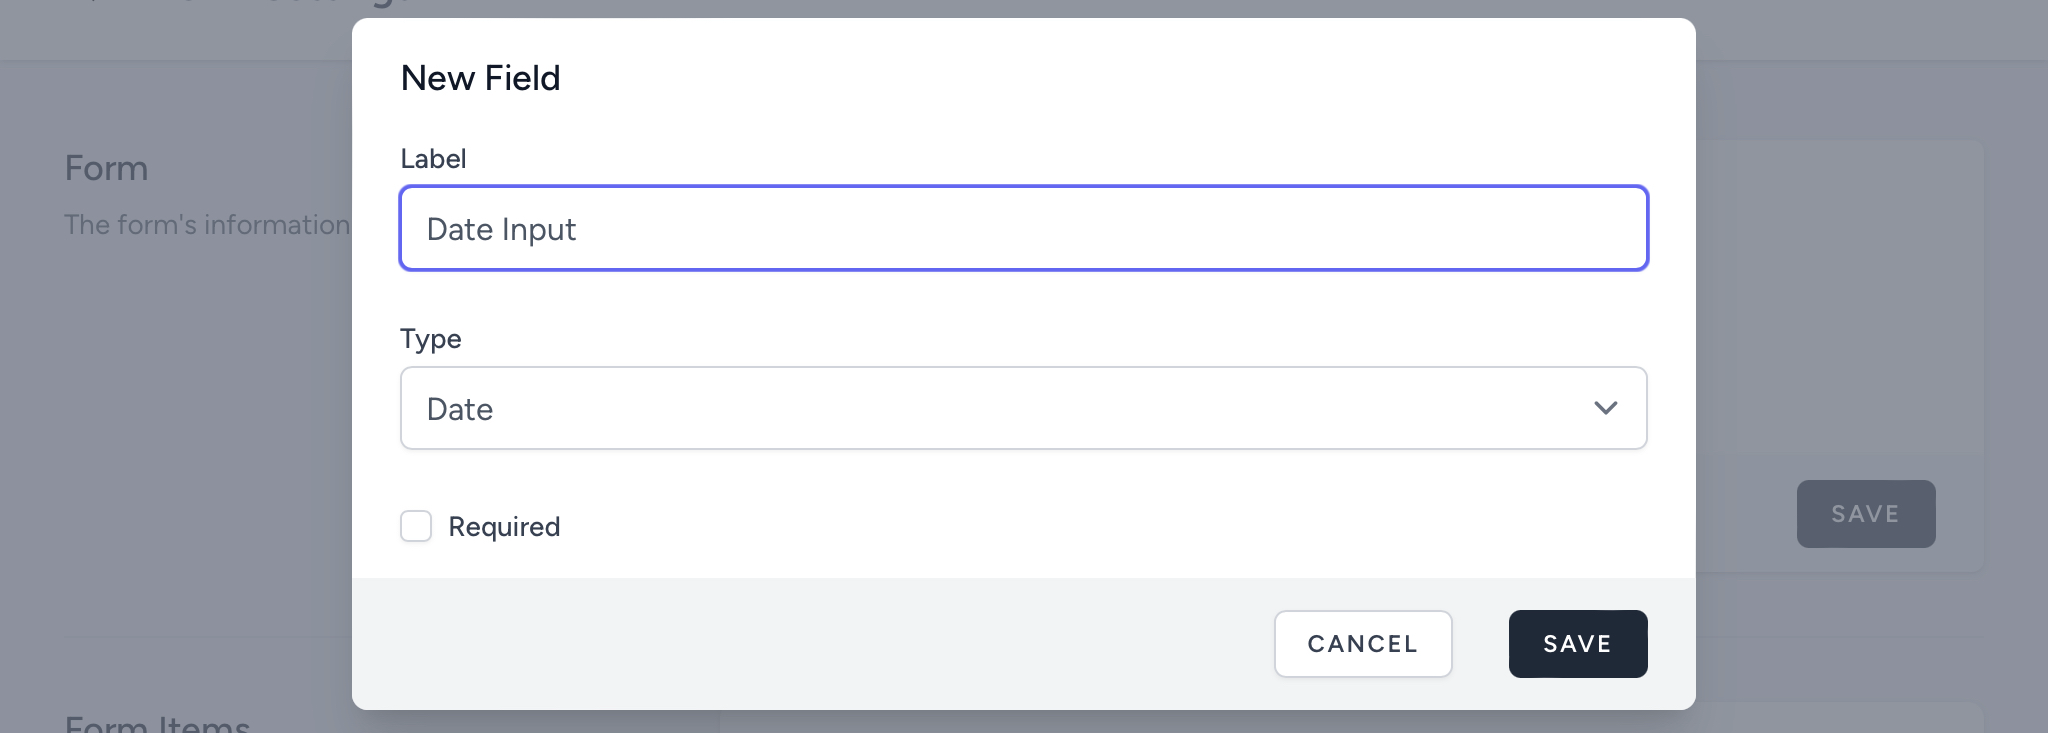 New Field
Label
Date Input
Type
Date
Required
CANCEL
SAVE
Form
The form's information
SAVE
Form Items